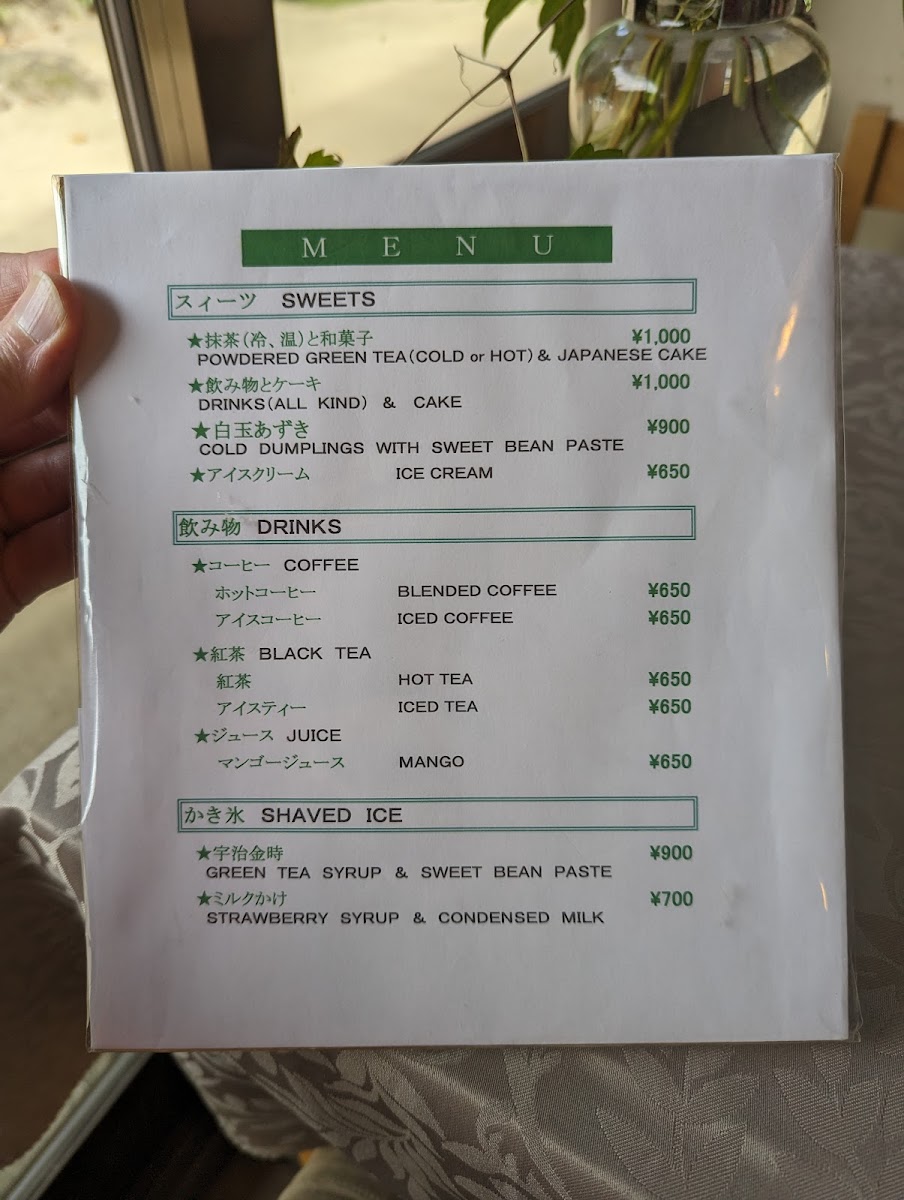 MENU
スィーツ SWEETS
★抹茶(冷、温)と和菓子 ¥1,000
POWDERED GREEN TEA(COLD or HOT) & JAPANESE CAKE
★飲み物とケーキ ¥1,000
DRINKS(ALL KIND) & CAKE
★白玉あずき ¥900
COLD DUMPLINGS WITH SWEET BEAN PASTE
★アイスクリーム ICE CREAM ¥650
飲み物 DRINKS
★コーヒー COFFEE
ホットコーヒー BLENDED COFFEE ¥650
アイスコーヒー ICED COFFEE ¥650
★紅茶 BLACK TEA
紅茶 HOT TEA ¥650
アイスティー ICED TEA ¥650
★ジュース JUICE
マンゴージュース MANGO ¥650
かき氷 SHAVED ICE
★宇治金時 ¥900
GREEN TEA SYRUP & SWEET BEAN PASTE
★ミルクかけ ¥700
STRAWBERRY SYRUP & CONDENSED MILK